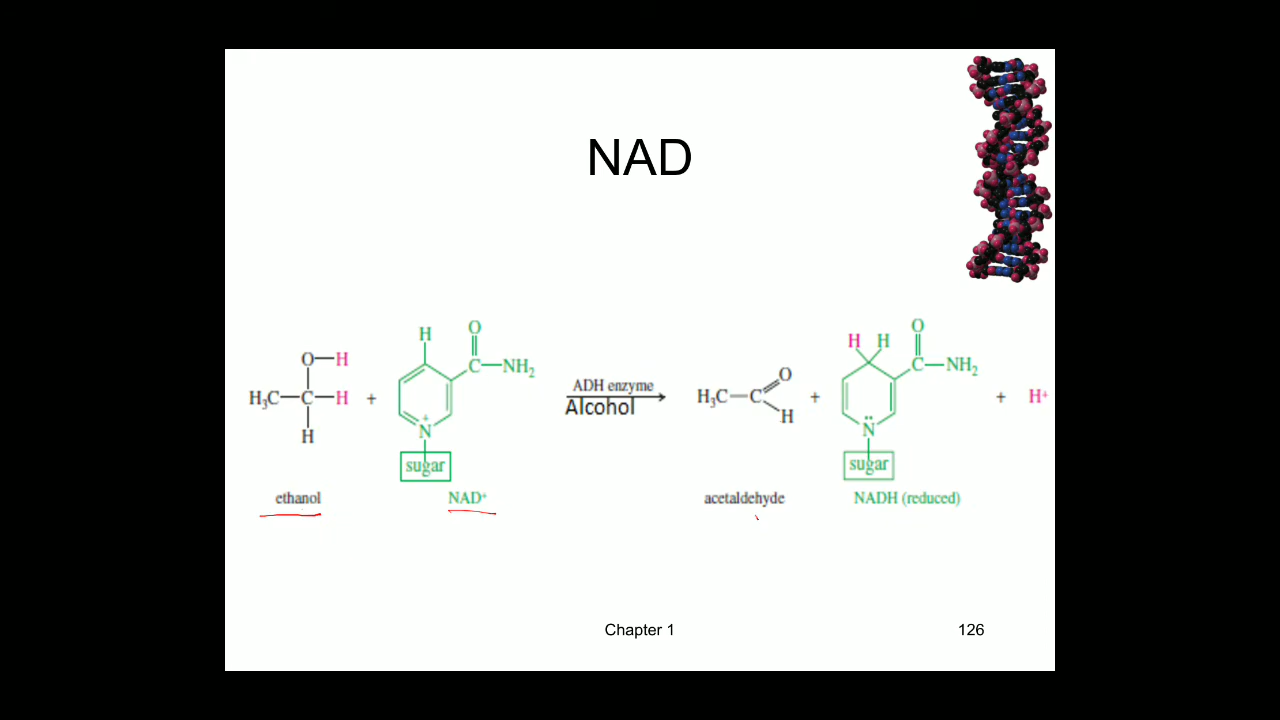 NAD
O–H
H₃C–C–H
H
+
H
O
C–NH₂
N⁺
sugar
ADH enzyme
Alcohol
H₃C–C
O
H
+
H H
O
C–NH₂
N̈
sugar
+ H⁺
ethanol NAD⁺ acetaldehyde NADH (reduced)
Chapter 1 126